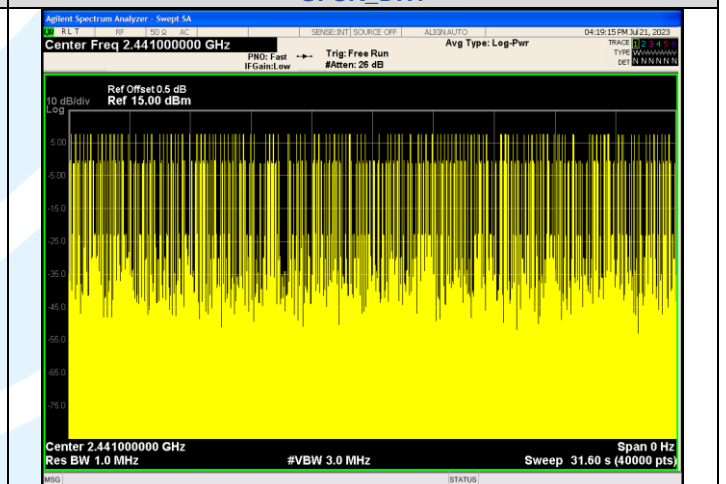 Agilent Spectrum Analyzer - Swept SA
RL T RF 50 Ω AC SENSE:INT SOURCE OFF ALIGN AUTO 04:19:15 PM Jul 21, 2023
Center Freq 2.441000000 GHz
PNO: Fast
IFGain:Low
Trig: Free Run
#Atten: 26 dB
Avg Type: Log-Pwr
TRACE 1 2 3 4 5 6
TYPE
DET N N N N N N
Ref Offset 0.5 dB
10 dB/div Ref 15.00 dBm
Log
5.00
-5.00
-15.0
-25.0
-35.0
-45.0
-55.0
-65.0
-75.0
Center 2.441000000 GHz Span 0 Hz
Res BW 1.0 MHz #VBW 3.0 MHz Sweep 31.60 s (40000 pts)
MSG STATUS